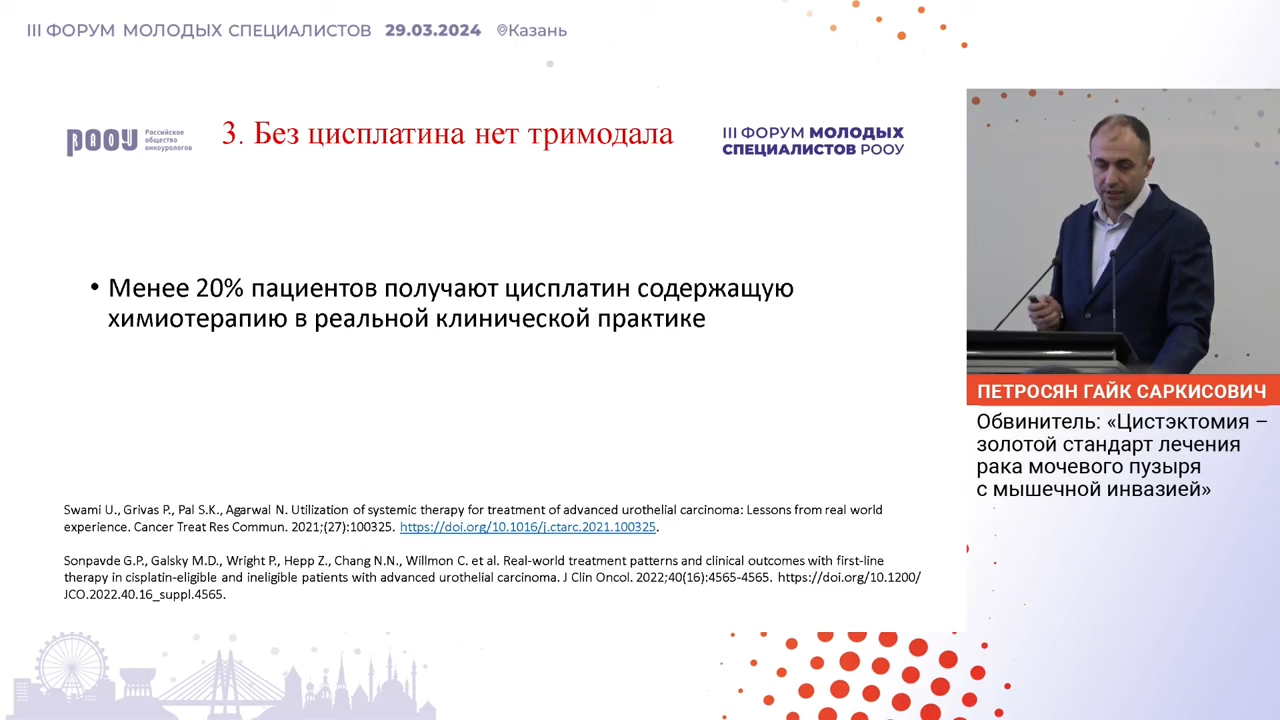 III ФОРУМ МОЛОДЫХ СПЕЦИАЛИСТОВ 29.03.2024 Казань
РООУ
Российское
общество
онкоурологов
3. Без цисплатина нет тримодала
III ФОРУМ МОЛОДЫХ
СПЕЦИАЛИСТОВ РООУ
• Менее 20% пациентов получают цисплатин содержащую
химиотерапию в реальной клинической практике
Swami U., Grivas P., Pal S.K., Agarwal N. Utilization of systemic therapy for treatment of advanced urothelial carcinoma: Lessons from real world
experience. Cancer Treat Res Commun. 2021;(27):100325. https://doi.org/10.1016/j.ctarc.2021.100325.
Sonpavde G.P., Galsky M.D., Wright P., Hepp Z., Chang N.N., Willmon C. et al. Real-world treatment patterns and clinical outcomes with first-line
therapy in cisplatin-eligible and ineligible patients with advanced urothelial carcinoma. J Clin Oncol. 2022;40(16):4565-4565. https://doi.org/10.1200/
JCO.2022.40.16_suppl.4565.
ПЕТРОСЯН ГАЙК САРКИСОВИЧ
Обвинитель: «Цистэктомия –
золотой стандарт лечения
рака мочевого пузыря
с мышечной инвазией»